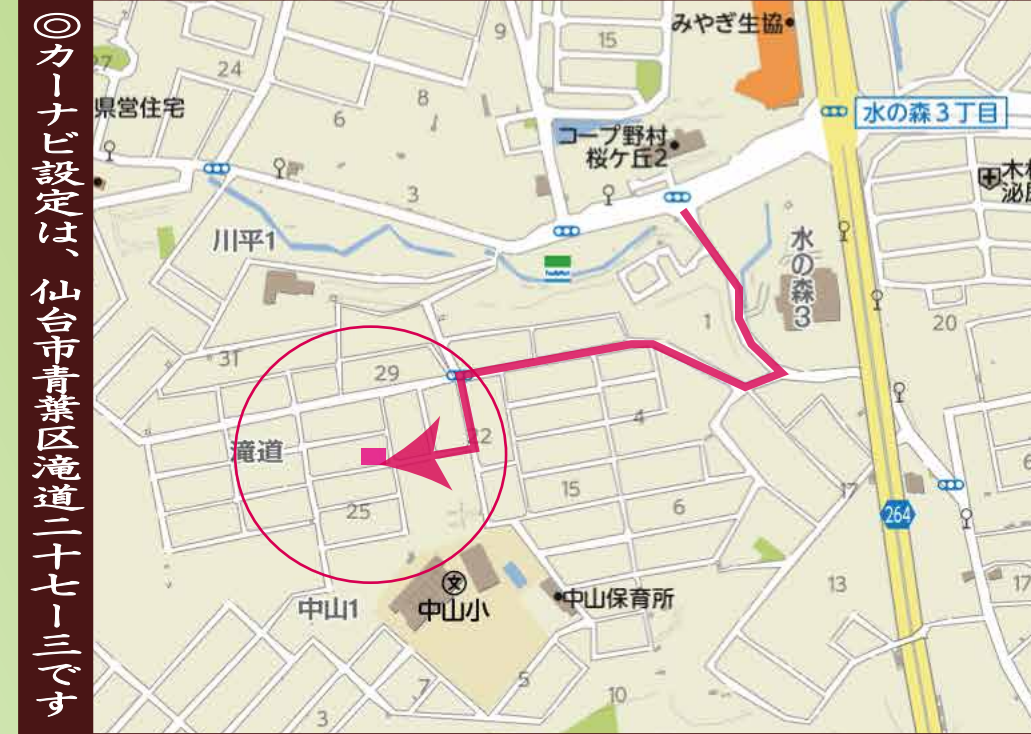 ◎カーナビ設定は、仙台市青葉区滝道二十七ー三です
みやぎ生協
9
15
27
24
8
県営住宅
6
水の森3丁目
コープ野村
桜ケ丘2
3
川平1
水の森3
1
20
31
29
4
滝道
22
15
17
25
6
264
中山小
中山保育所
中山1
13
17
7
5
10
3
文